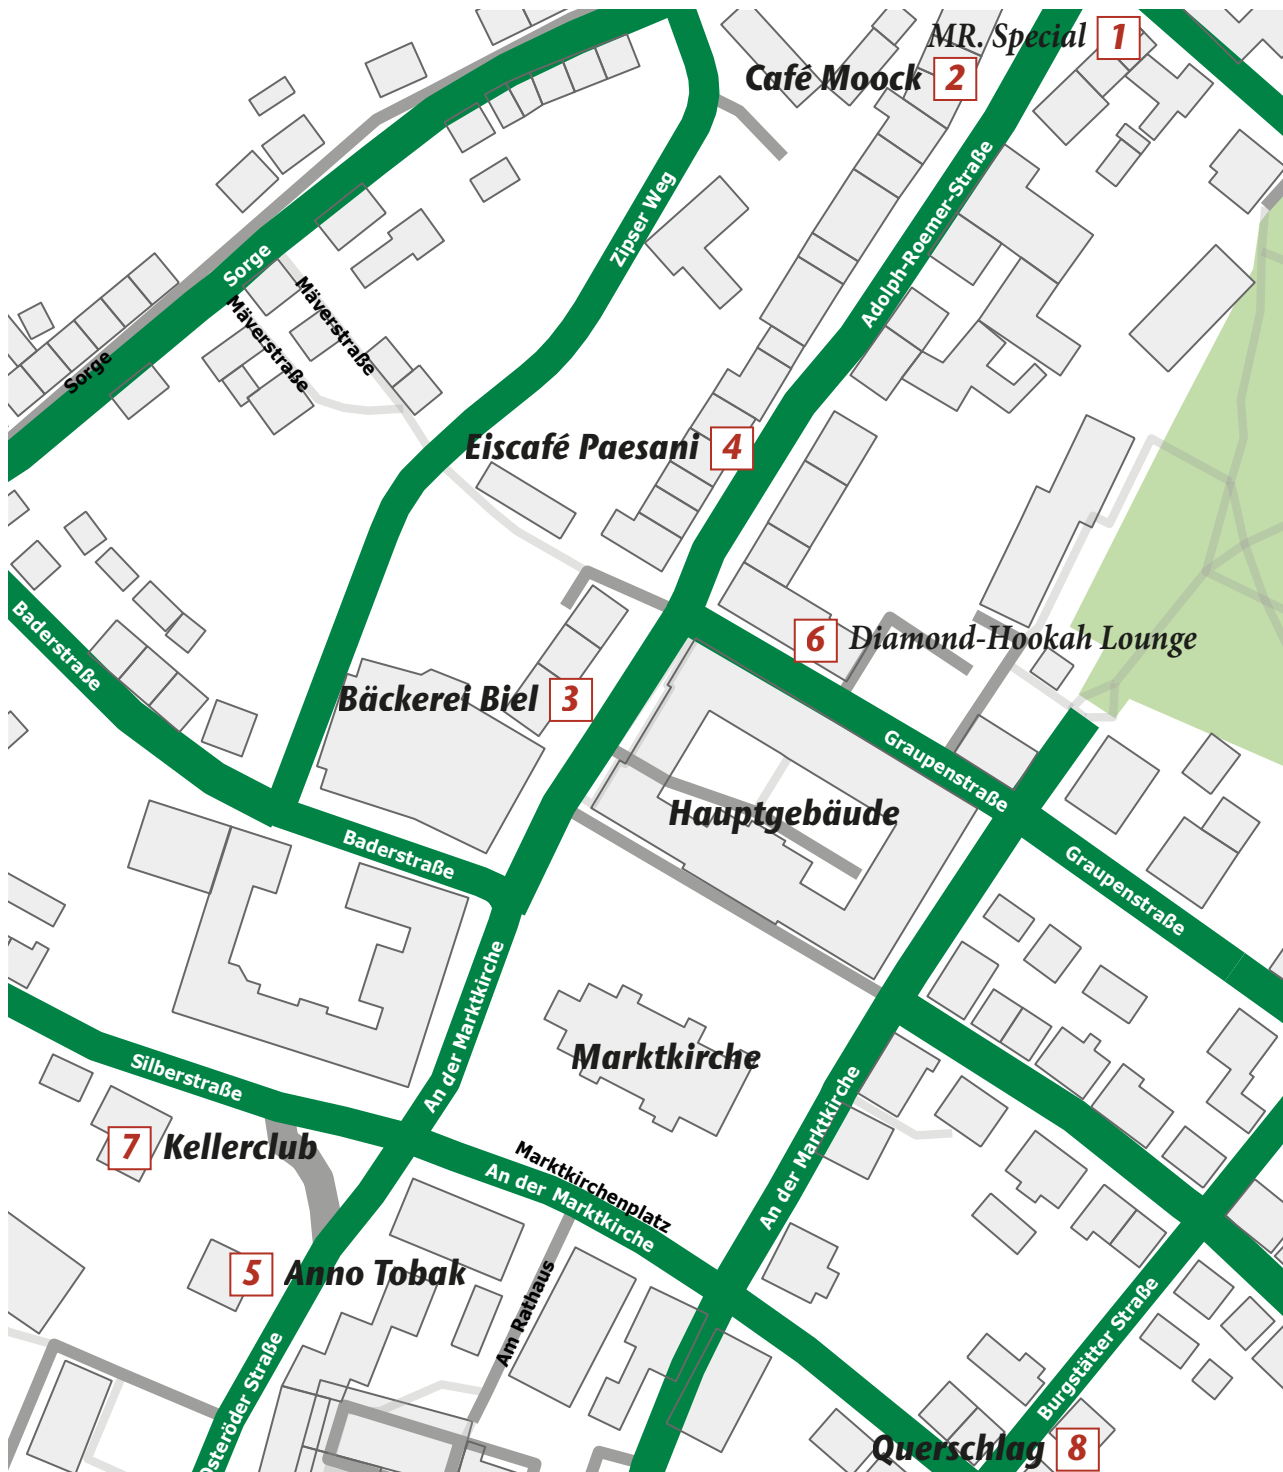 MR. Special 1
Café Moock 2
Adolph-Roemer-Straße
Zipser Weg
Sorge
Mäverstraße
Mäverstraße
Sorge
Eiscafé Paesani 4
Baderstraße
6 Diamond-Hookah Lounge
Bäckerei Biel 3
Graupenstraße
Hauptgebäude
Baderstraße
Graupenstraße
An der Marktkirche
Silberstraße
Marktkirche
An der Marktkirche
7 Kellerclub
Marktkirchenplatz
An der Marktkirche
5 Anno Tobak
Am Rathaus
Burgstätter Straße
Osteröder Straße
Querschlag 8